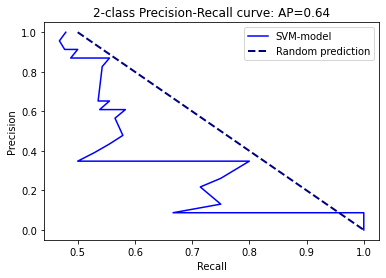 2-class Precision-Recall curve: AP=0.64
SVM-model
Random prediction
Precision
1.0
0.8
0.6
0.4
0.2
0.0
0.5
0.6
0.7
0.8
0.9
1.0
Recall